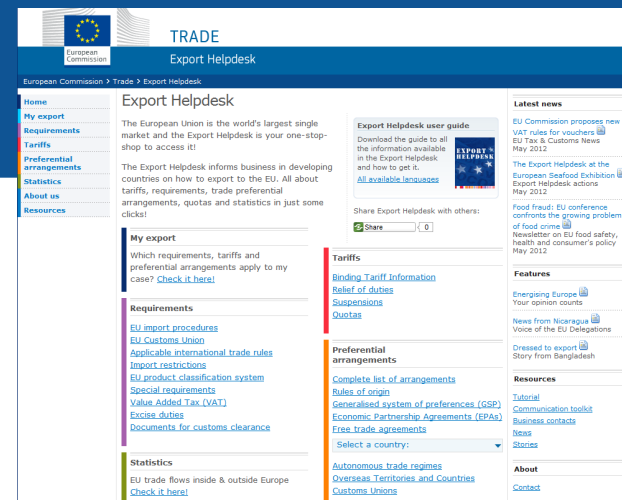 European
Commission
TRADE
Export Helpdesk
European Commission > Trade > Export Helpdesk
Home
My export
Requirements
Tariffs
Preferential
arrangements
Statistics
About us
Resources
Export Helpdesk
The European Union is the world's largest single
market and the Export Helpdesk is your one-stop-
shop to access it!
The Export Helpdesk informs business in developing
countries on how to export to the EU. All about
tariffs, requirements, trade preferential
arrangements, quotas and statistics in just some
clicks!
Export Helpdesk user guide
Download the guide to all
the information available
in the Export Helpdesk
and how to get it.
All available languages
EXPORT
HELPDESK
Share Export Helpdesk with others:
Share
0
My export
Which requirements, tariffs and
preferential arrangements apply to my
case? Check it here!
Requirements
EU import procedures
EU Customs Union
Applicable international trade rules
Import restrictions
EU product classification system
Special requirements
Value Added Tax (VAT)
Excise duties
Documents for customs clearance
Statistics
EU trade flows inside & outside Europe
Check it here!
Tariffs
Binding Tariff Information
Relief of duties
Suspensions
Quotas
Preferential
arrangements
Complete list of arrangements
Rules of origin
Generalised system of preferences (GSP)
Economic Partnership Agreements (EPAs)
Free trade agreements
Select a country:
Autonomous trade regimes
Overseas Territories and Countries
Customs Unions
Latest news
EU Commission proposes new
VAT rules for vouchers
EU Tax & Customs News
May 2012
The Export Helpdesk at the
European Seafood Exhibition
Export Helpdesk actions
May 2012
Food fraud: EU conference
confronts the growing problem
of food crime
Newsletter on EU food safety,
health and consumer's policy
May 2012
Features
Energising Europe
Your opinion counts
News from Nicaragua
Voice of the EU Delegations
Dressed to export
Story from Bangladesh
Resources
Tutorial
Communication toolkit
Business contacts
News
Stories
About
Contact